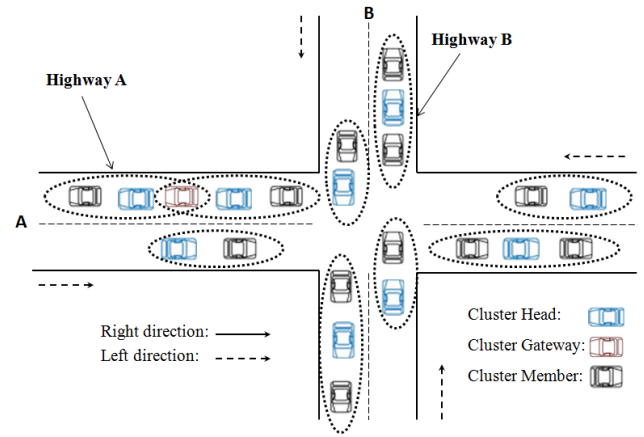 B
Highway B
Highway A
A
Right direction:
Left direction:
Cluster Head:
Cluster Gateway:
Cluster Member: